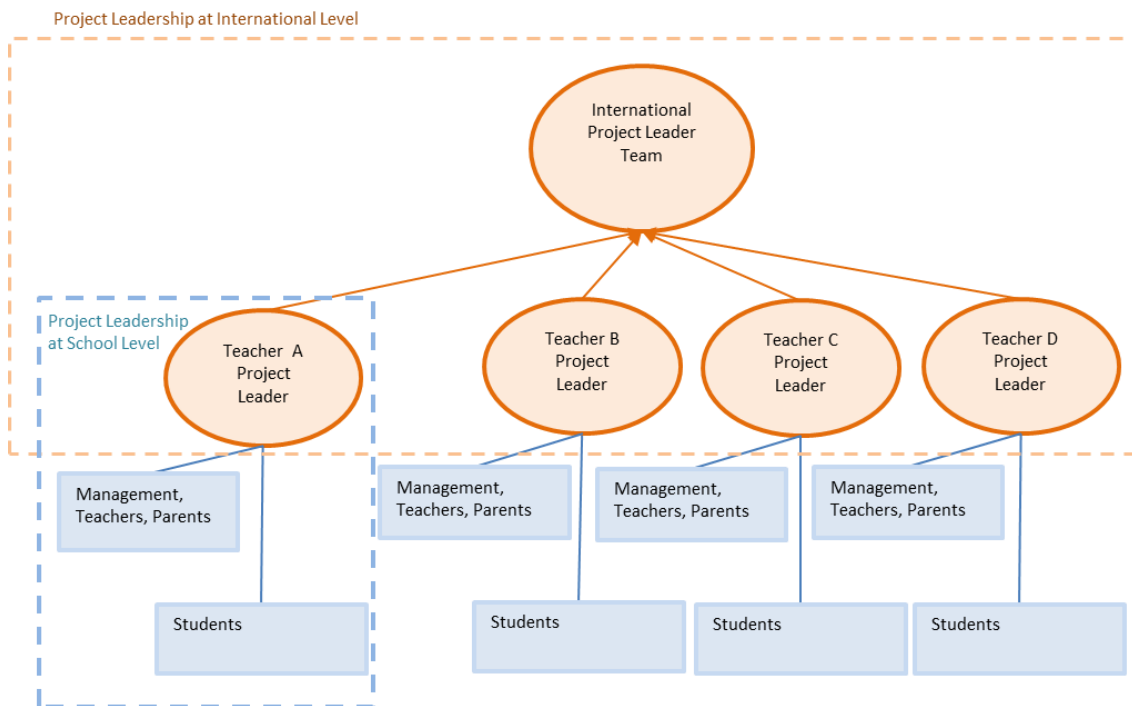 Project Leadership at International Level
International
Project Leader
Team
Project Leadership
at School Level
Teacher A
Project
Leader
Teacher B
Project
Leader
Teacher C
Project
Leader
Teacher D
Project
Leader
Management,
Teachers, Parents
Management,
Teachers, Parents
Management,
Teachers, Parents
Management,
Teachers, Parents
Students
Students
Students
Students